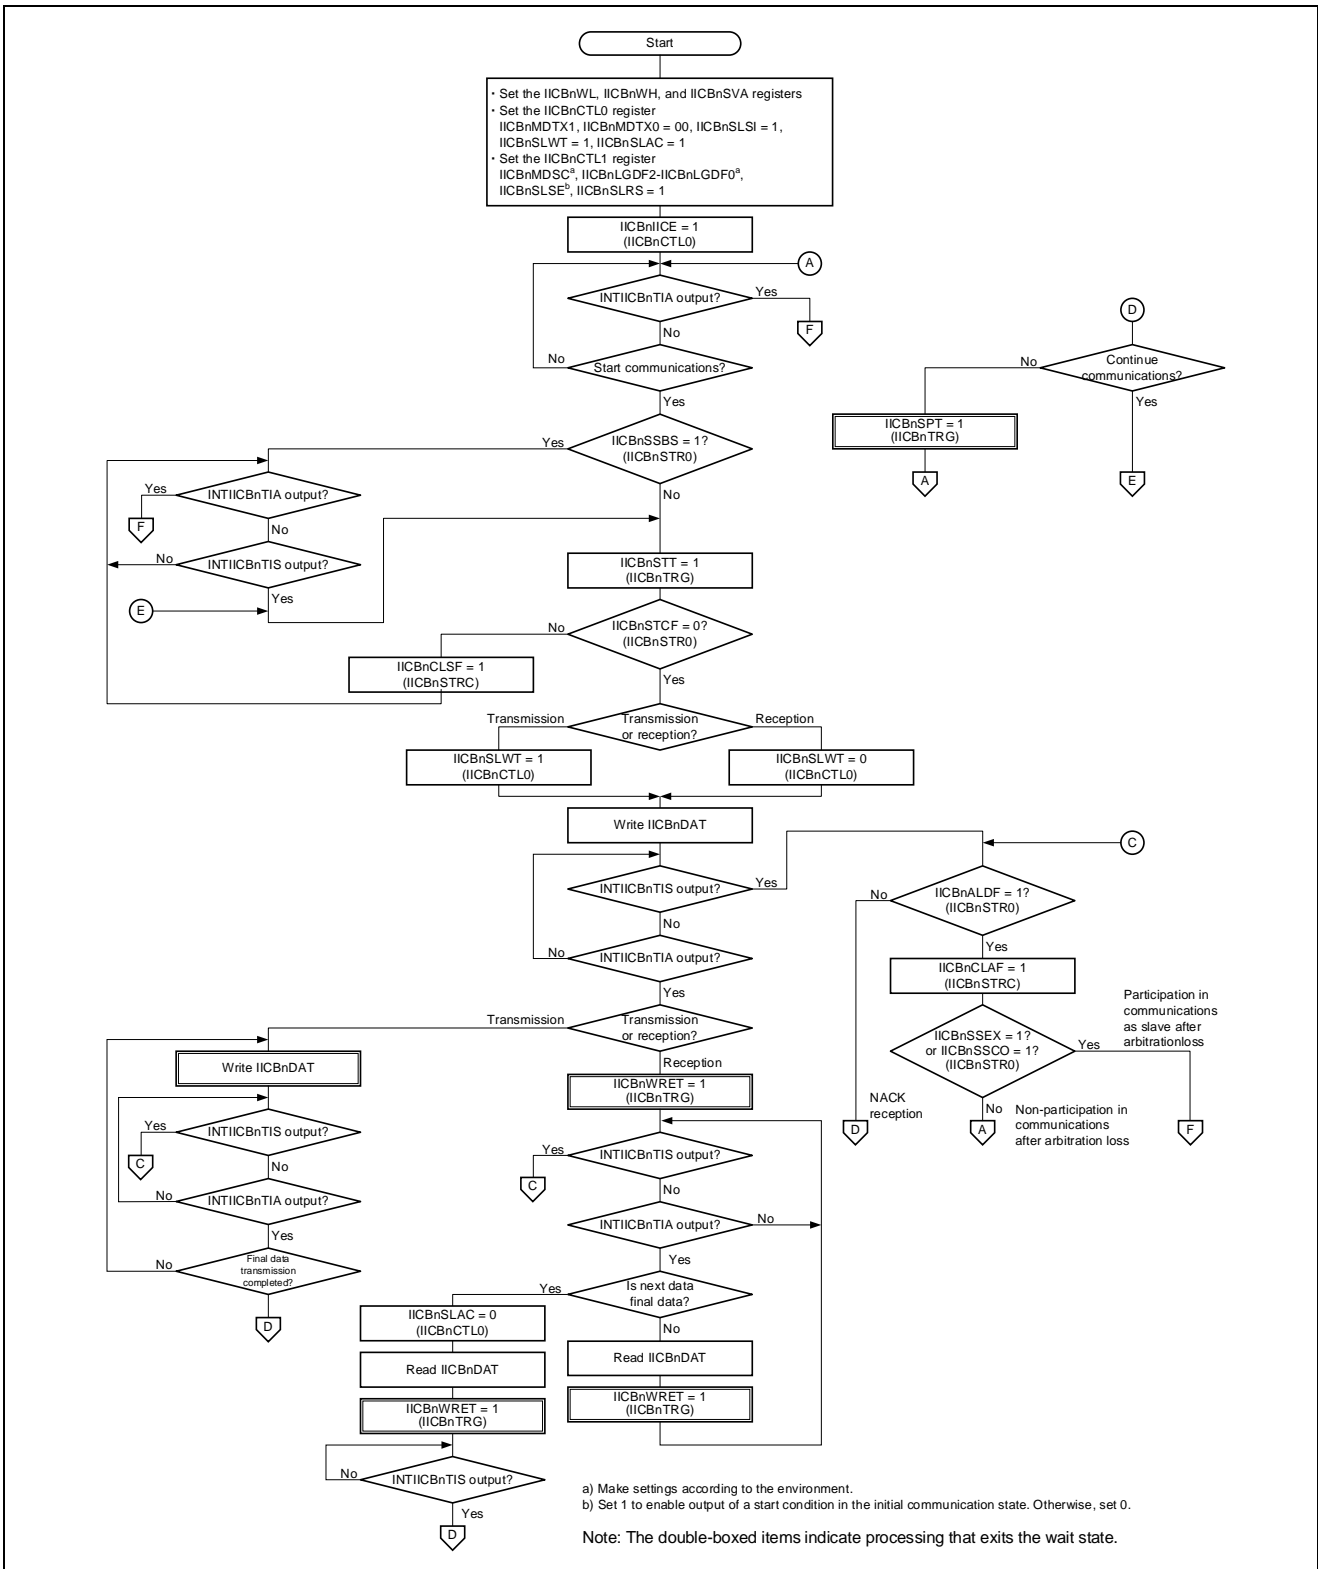 Start
・Set the IICBnWL, IICBnWH, and IICBnSVA registers
・Set the IICBnCTL0 register
IICBnMDTX1, IICBnMDTX0 = 00, IICBnSLSI = 1,
IICBnSLWT = 1, IICBnSLAC = 1
・Set the IICBnCTL1 register
IICBnMDSCa, IICBnLGDF2-IICBnLGDF0a,
IICBnSLSEb, IICBnSLRS = 1
IICBnIICE = 1
(IICBnCTL0)
A
INTIICBnTIA output?
Yes
F
No
Start communications?
No
Yes
D
Continue
communications?
No
Yes
IICBnSPT = 1
(IICBnTRG)
A
E
IICBnSSBS = 1?
(IICBnSTR0)
Yes
No
INTIICBnTIA output?
Yes
F
No
INTIICBnTIS output?
No
Yes
E
IICBnSTT = 1
(IICBnTRG)
IICBnSTCF = 0?
(IICBnSTR0)
No
Yes
IICBnCLSF = 1
(IICBnSTRC)
Transmission
or reception?
Transmission
Reception
IICBnSLWT = 1
(IICBnCTL0)
IICBnSLWT = 0
(IICBnCTL0)
Write IICBnDAT
INTIICBnTIS output?
Yes
No
INTIICBnTIA output?
No
Yes
C
IICBnALDF = 1?
(IICBnSTR0)
No
Yes
IICBnCLAF = 1
(IICBnSTRC)
IICBnSSEX = 1?
or IICBnSSCO = 1?
(IICBnSTR0)
Yes
No
Participation in
communications
as slave after
arbitrationloss
NACK
reception
D
A
Non-participation in
communications
after arbitration loss
F
Transmission
or reception?
Transmission
Reception
Write IICBnDAT
INTIICBnTIS output?
Yes
C
No
INTIICBnTIA output?
No
Yes
Final data
transmission
completed?
No
D
IICBnWRET = 1
(IICBnTRG)
INTIICBnTIS output?
Yes
C
No
INTIICBnTIA output?
No
Yes
Is next data
final data?
Yes
No
IICBnSLAC = 0
(IICBnCTL0)
Read IICBnDAT
IICBnWRET = 1
(IICBnTRG)
Read IICBnDAT
IICBnWRET = 1
(IICBnTRG)
INTIICBnTIS output?
No
Yes
D
a) Make settings according to the environment.
b) Set 1 to enable output of a start condition in the initial communication state. Otherwise, set 0.
Note: The double-boxed items indicate processing that exits the wait state.